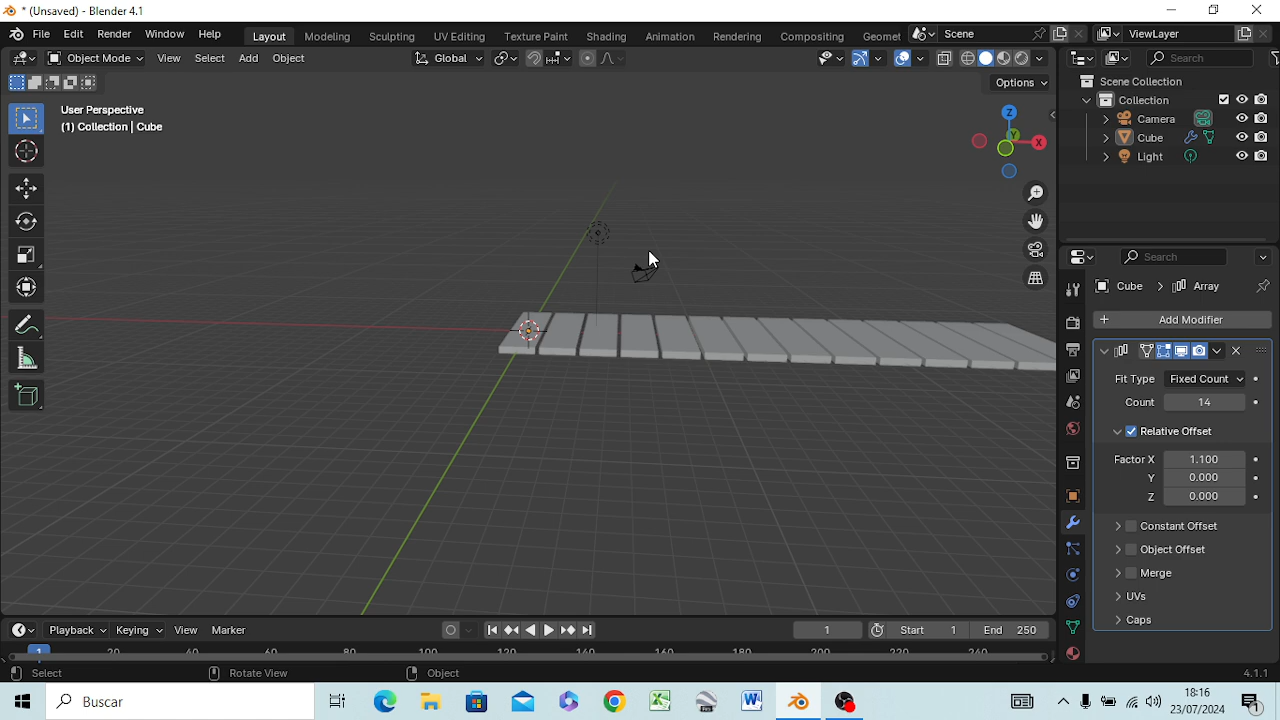 * (Unsaved) - Blender 4.1
File Edit Render Window Help Layout Modeling Sculpting UV Editing Texture Paint Shading Animation Rendering Compositing Geomet Scene ViewLayer
Object Mode View Select Add Object Global Search
Options
User Perspective
(1) Collection | Cube
Z
Y
X
Scene Collection
Collection
Camera
Cube
Light
Search
Cube > Array
+ Add Modifier
Fit Type Fixed Count
Count 14
Relative Offset
Factor X 1.100
Y 0.000
Z 0.000
Constant Offset
Object Offset
Merge
UVs
Caps
Playback Keying View Marker 1 Start 1 End 250
1 20 40 60 80 100 120 140 160 180 200 220 240
Select Rotate View Object 4.1.1
Buscar
18:16
23/07/2024
1